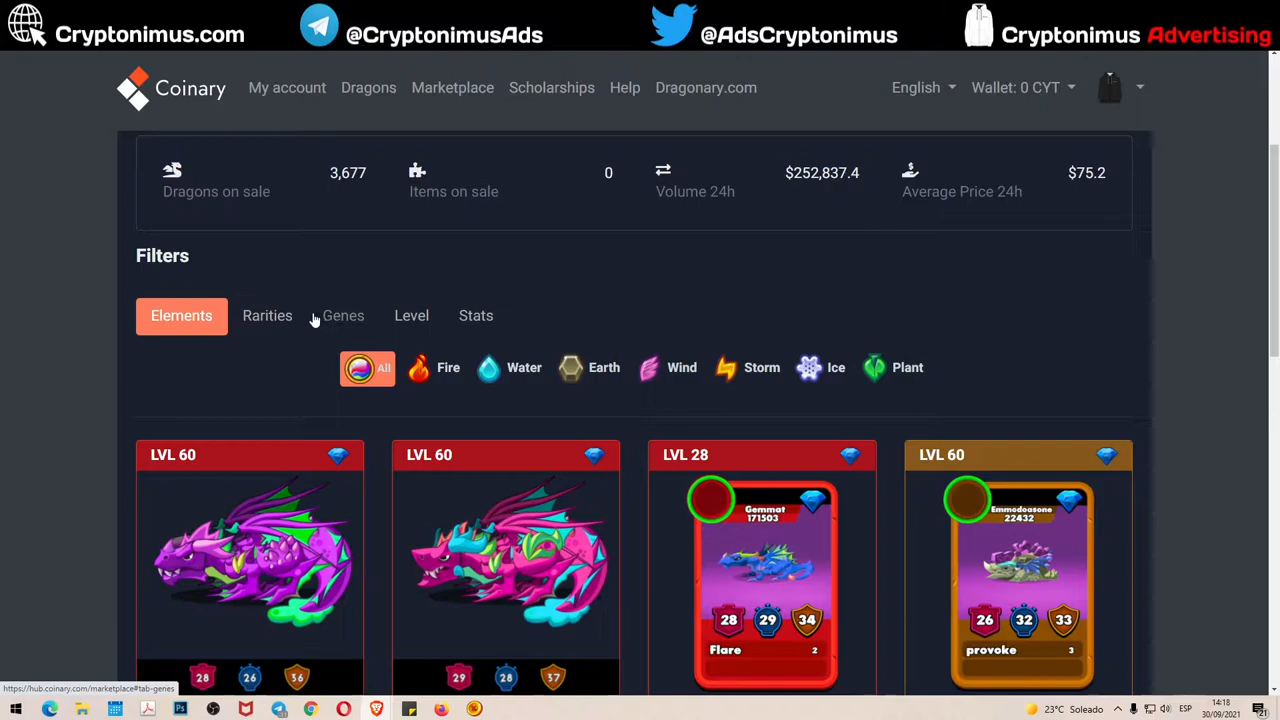 Cryptonimus.com
@CryptonimusAds
@AdsCryptonimus
Cryptonimus Advertising
Coinary
My account
Dragons
Marketplace
Scholarships
Help
Dragonary.com
English
Wallet: 0 CYT
Dragons on sale
3,677
Items on sale
0
Volume 24h
$252,837.4
Average Price 24h
$75.2
Filters
Elements
Rarities
Genes
Level
Stats
All
Fire
Water
Earth
Wind
Storm
Ice
Plant
LVL 60
28
26
36
LVL 60
29
28
37
LVL 28
Gemmat
171503
28
29
34
Flare
2
LVL 60
Emmodoasone
22432
26
32
33
provoke
3
https://hub.coinary.com/marketplace#tab-genes
23°C Soleado
ESP
14:18
30/09/2021
21